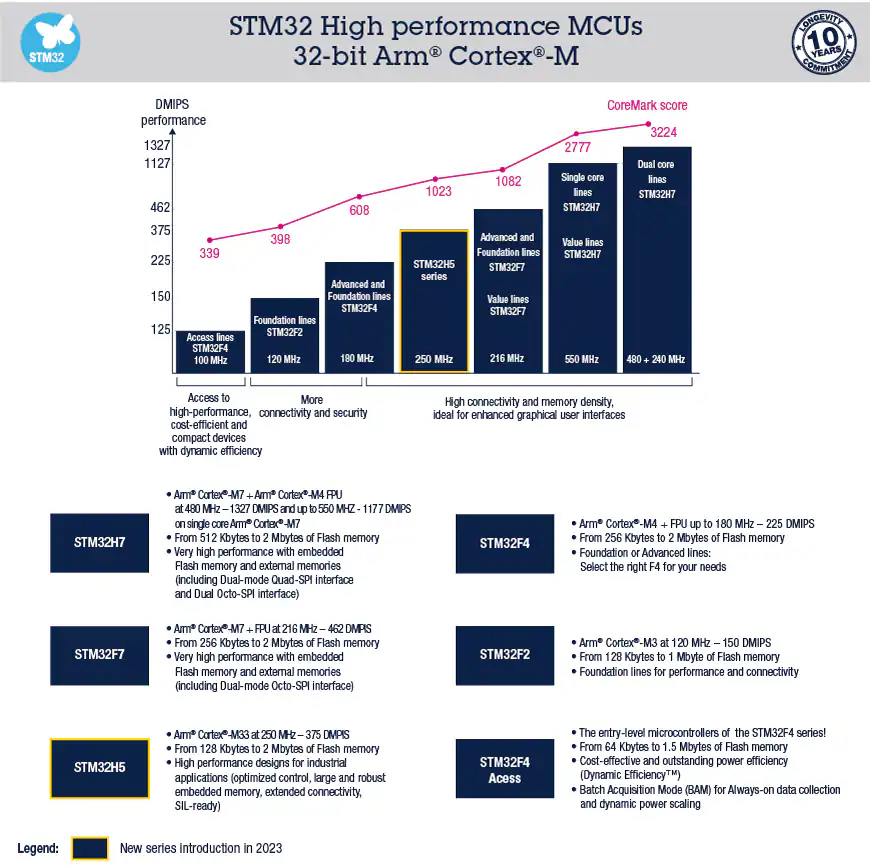 STM32
STM32 High performance MCUs
32-bit Arm® Cortex®-M
LONGEVITY
10
YEARS
COMMITMENT
DMIPS
performance
CoreMark score
1327
1127
462
375
225
150
125
339
398
608
1023
1082
2777
3224
Access lines
STM32F4
100 MHz
Foundation lines
STM32F2
120 MHz
Advanced and
Foundation lines
STM32F4
180 MHz
STM32H5
series
250 MHz
Advanced and
Foundation lines
STM32F7
Value lines
STM32F7
216 MHz
Single core
lines
STM32H7
Value lines
STM32H7
550 MHz
Dual core
lines
STM32H7
480 + 240 MHz
Access to
high-performance,
cost-efficient and
compact devices
with dynamic efficiency
More
connectivity and security
High connectivity and memory density,
ideal for enhanced graphical user interfaces
STM32H7
• Arm® Cortex®-M7 + Arm® Cortex®-M4 FPU
at 480 MHz – 1327 DMIPS and up to 550 MHZ - 1177 DMIPS
on single core Arm® Cortex®-M7
• From 512 Kbytes to 2 Mbytes of Flash memory
• Very high performance with embedded
Flash memory and external memories
(including Dual-mode Quad-SPI interface
and Dual Octo-SPI interface)
STM32F7
• Arm® Cortex®-M7 + FPU at 216 MHz – 462 DMPIS
• From 256 Kbytes to 2 Mbytes of Flash memory
• Very high performance with embedded
Flash memory and external memories
(including Dual-mode Octo-SPI interface)
STM32H5
• Arm® Cortex®-M33 at 250 MHz – 375 DMPIS
• From 128 Kbytes to 2 Mbytes of Flash memory
• High performance designs for industrial
applications (optimized control, large and robust
embedded memory, extended connectivity,
SIL-ready)
STM32F4
• Arm® Cortex®-M4 + FPU up to 180 MHz – 225 DMIPS
• From 256 Kbytes to 2 Mbytes of Flash memory
• Foundation or Advanced lines:
Select the right F4 for your needs
STM32F2
• Arm® Cortex®-M3 at 120 MHz – 150 DMIPS
• From 128 Kbytes to 1 Mbyte of Flash memory
• Foundation lines for performance and connectivity
STM32F4
Acess
• The entry-level microcontrollers of the STM32F4 series!
• From 64 Kbytes to 1.5 Mbytes of Flash memory
• Cost-effective and outstanding power efficiency
(Dynamic Efficiency™)
• Batch Acquisition Mode (BAM) for Always-on data collection
and dynamic power scaling
Legend:
New series introduction in 2023